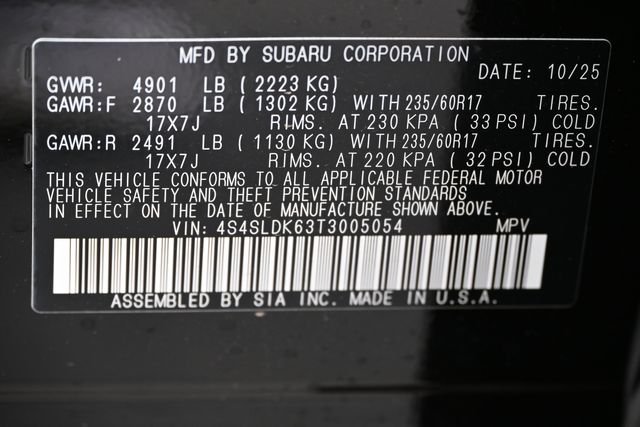 MFD BY SUBARU CORPORATION
DATE: 10/25
GVWR: 4901 LB ( 2223 KG)
GAWR:F 2870 LB ( 1302 KG) WITH 235/60R17 TIRES.
17X7J RIMS. AT 230 KPA ( 33 PSI) COLD
GAWR:R 2491 LB ( 1130 KG) WITH 235/60R17 TIRES.
17X7J RIMS. AT 220 KPA ( 32 PSI) COLD
THIS VEHICLE CONFORMS TO ALL APPLICABLE FEDERAL MOTOR
VEHICLE SAFETY AND THEFT PREVENTION STANDARDS
IN EFFECT ON THE DATE OF MANUFACTURE SHOWN ABOVE.
VIN: 4S4SLDK63T3005054 MPV
ASSEMBLED BY SIA INC. MADE IN U.S.A.